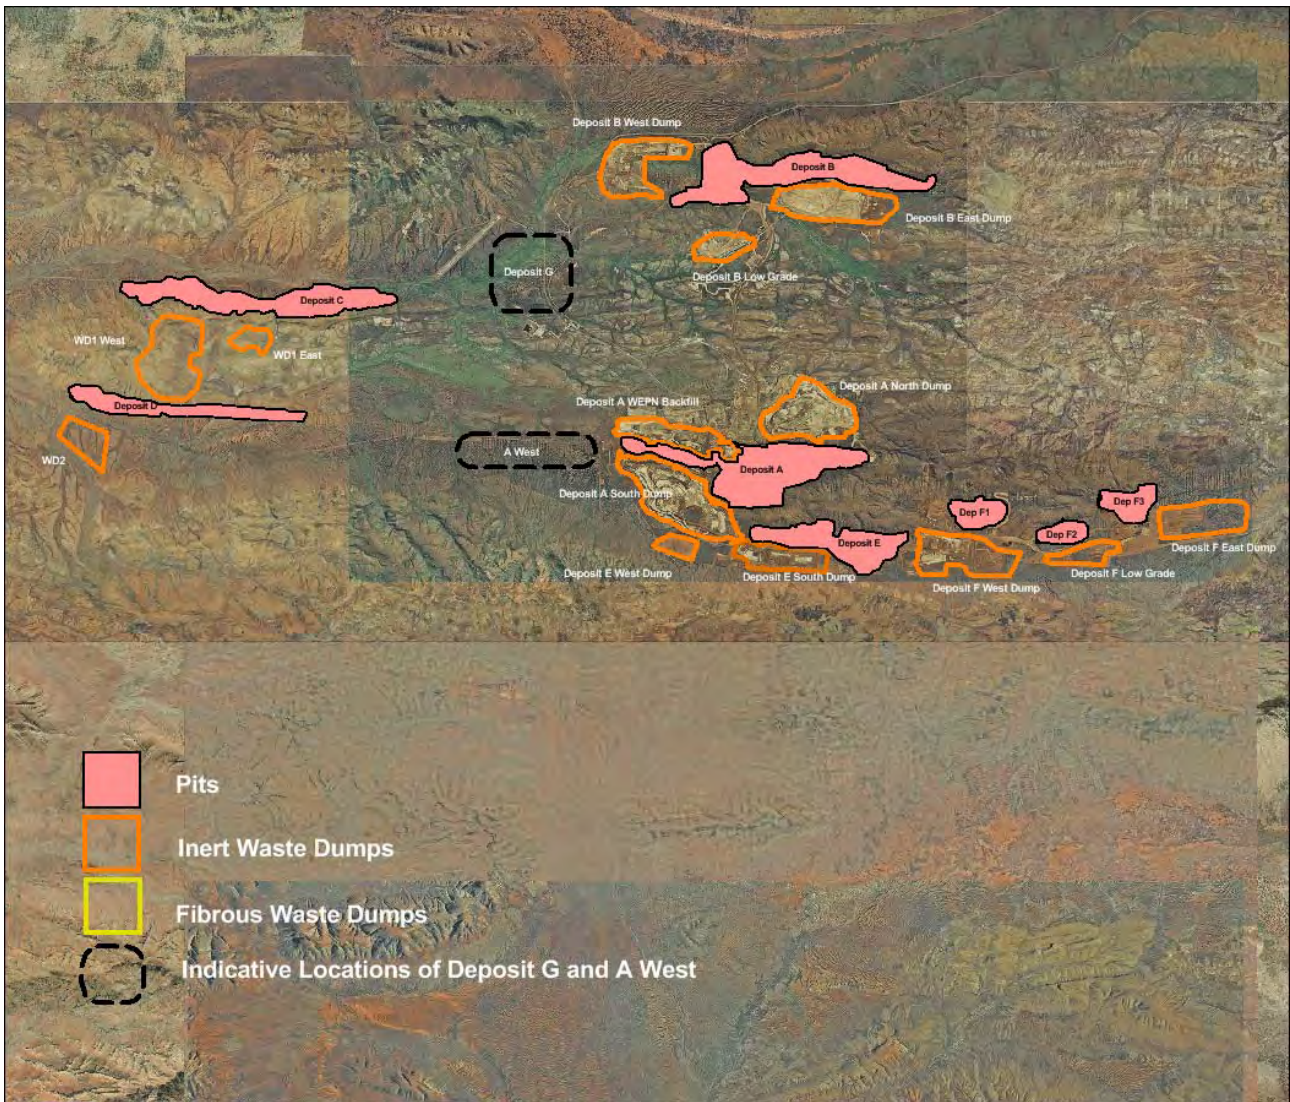 Deposit B West Dump
Deposit B
Deposit B East Dump
Deposit G
Deposit B Low Grade
Deposit C
WD1 West
WD1 East
Deposit A North Dump
Deposit D
Deposit A WEPN Backfill
WD2
A West
Deposit A
Deposit A South Dump
Dep F3
Dep F1
Dep F2
Deposit E
Deposit F East Dump
Deposit E West Dump
Deposit E South Dump
Deposit F Low Grade
Deposit F West Dump
Pits
Inert Waste Dumps
Fibrous Waste Dumps
Indicative Locations of Deposit G and A West